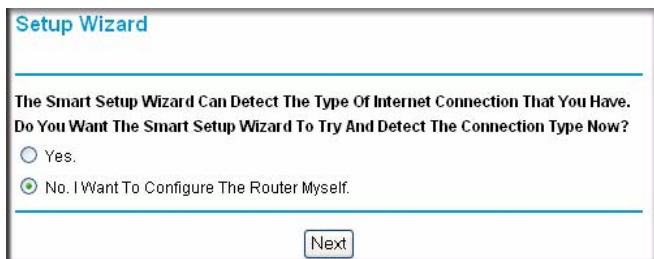 Setup Wizard
The Smart Setup Wizard Can Detect The Type Of Internet Connection That You Have.
Do You Want The Smart Setup Wizard To Try And Detect The Connection Type Now?
Yes.
No. I Want To Configure The Router Myself.
Next